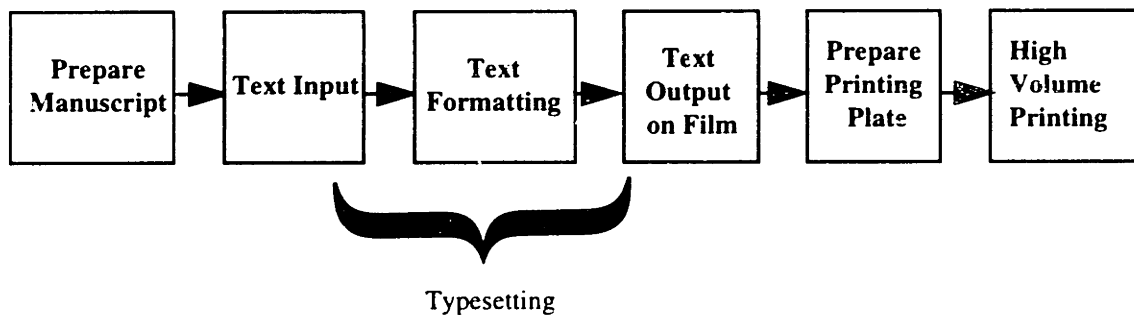 Prepare
Manuscript
Text Input
Text
Formatting
Text
Output
on Film
Prepare
Printing
Plate
High
Volume
Printing
Typesetting